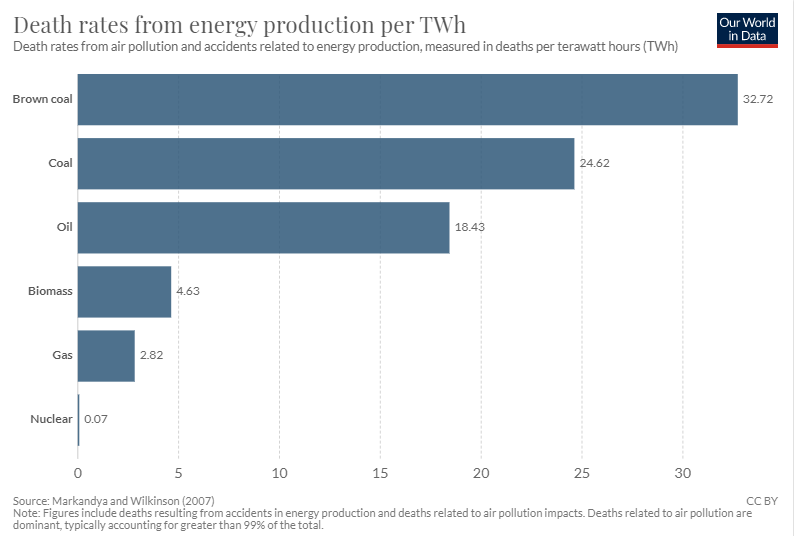 Death rates from energy production per TWh
Death rates from air pollution and accidents related to energy production, measured in deaths per terawatt hours (TWh)
Our World
in Data
Brown coal
32.72
Coal
24.62
Oil
18.43
Biomass
4.63
Gas
2.82
Nuclear
0.07
0 5 10 15 20 25 30
Source: Markandya and Wilkinson (2007)
CC BY
Note: Figures include deaths resulting from accidents in energy production and deaths related to air pollution impacts. Deaths related to air pollution are
dominant, typically accounting for greater than 99% of the total.